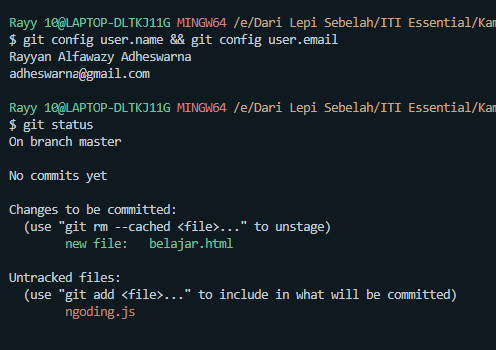 Rayy 10@LAPTOP-DLTKJ11G MINGW64 /e/Dari Lepi Sebelah/ITI Essential/Kam
$ git config user.name && git config user.email
Rayyan Alfawazy Adheswarna
adheswarna@gmail.com
Rayy 10@LAPTOP-DLTKJ11G MINGW64 /e/Dari Lepi Sebelah/ITI Essential/Kam
$ git status
On branch master
No commits yet
Changes to be committed:
(use "git rm --cached <file>..." to unstage)
new file: belajar.html
Untracked files:
(use "git add <file>..." to include in what will be committed)
ngoding.js